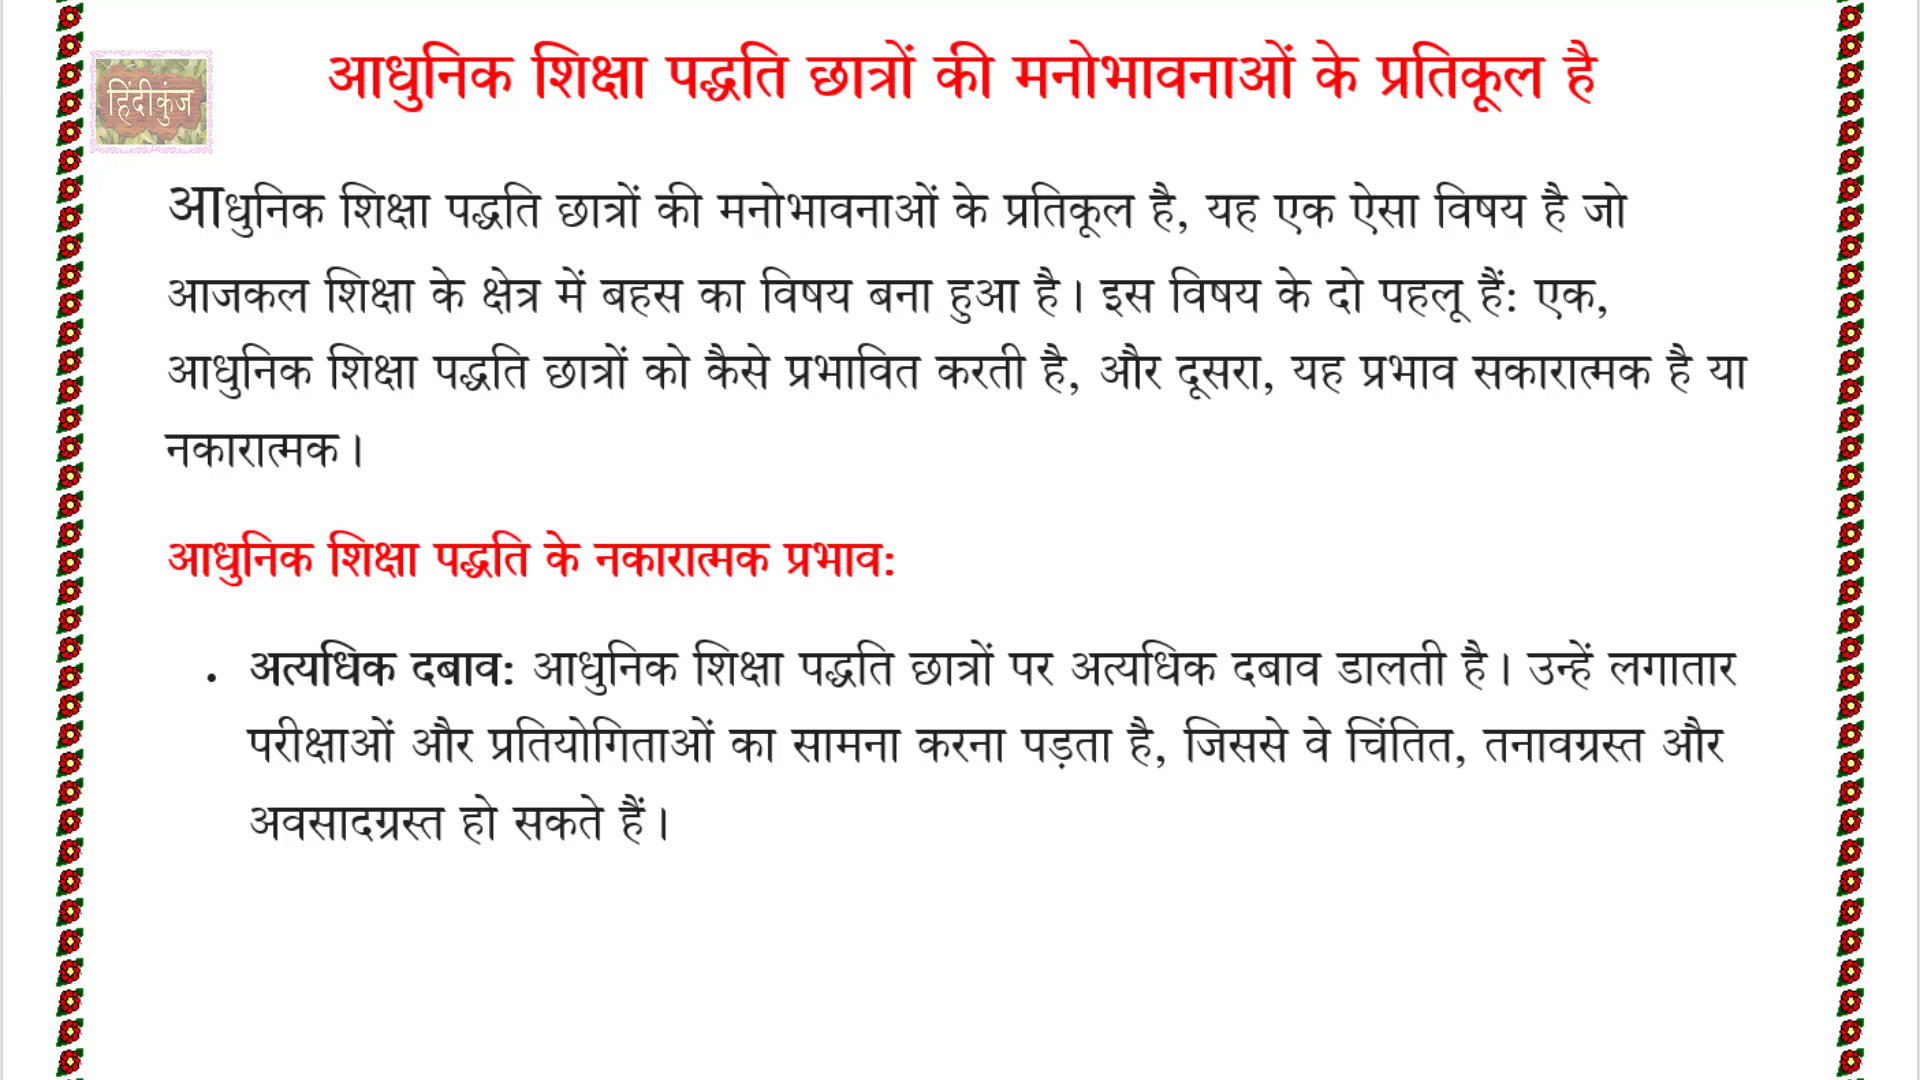 आधुनिक शिक्षा पद्धति छात्रों की मनोभावनाओं के प्रतिकूल है
हिंदीकुंज
आधुनिक शिक्षा पद्धति छात्रों की मनोभावनाओं के प्रतिकूल है, यह एक ऐसा विषय है जो
आजकल शिक्षा के क्षेत्र में बहस का विषय बना हुआ है। इस विषय के दो पहलू हैं: एक,
आधुनिक शिक्षा पद्धति छात्रों को कैसे प्रभावित करती है, और दूसरा, यह प्रभाव सकारात्मक है या
नकारात्मक।
आधुनिक शिक्षा पद्धति के नकारात्मक प्रभाव:
• अत्यधिक दबाव: आधुनिक शिक्षा पद्धति छात्रों पर अत्यधिक दबाव डालती है। उन्हें लगातार
परीक्षाओं और प्रतियोगिताओं का सामना करना पड़ता है, जिससे वे चिंतित, तनावग्रस्त और
अवसादग्रस्त हो सकते हैं।